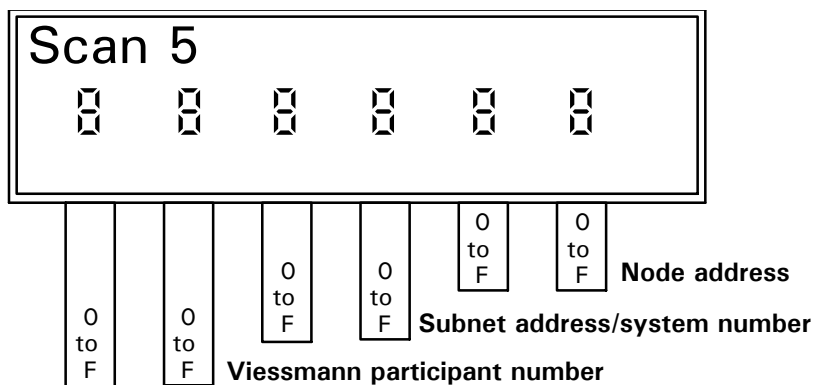 Scan 5
8 8 8 8 8 8
0 to F
0 to F
Node address
0 to F
0 to F
Subnet address/system number
0 to F
0 to F
Viessmann participant number